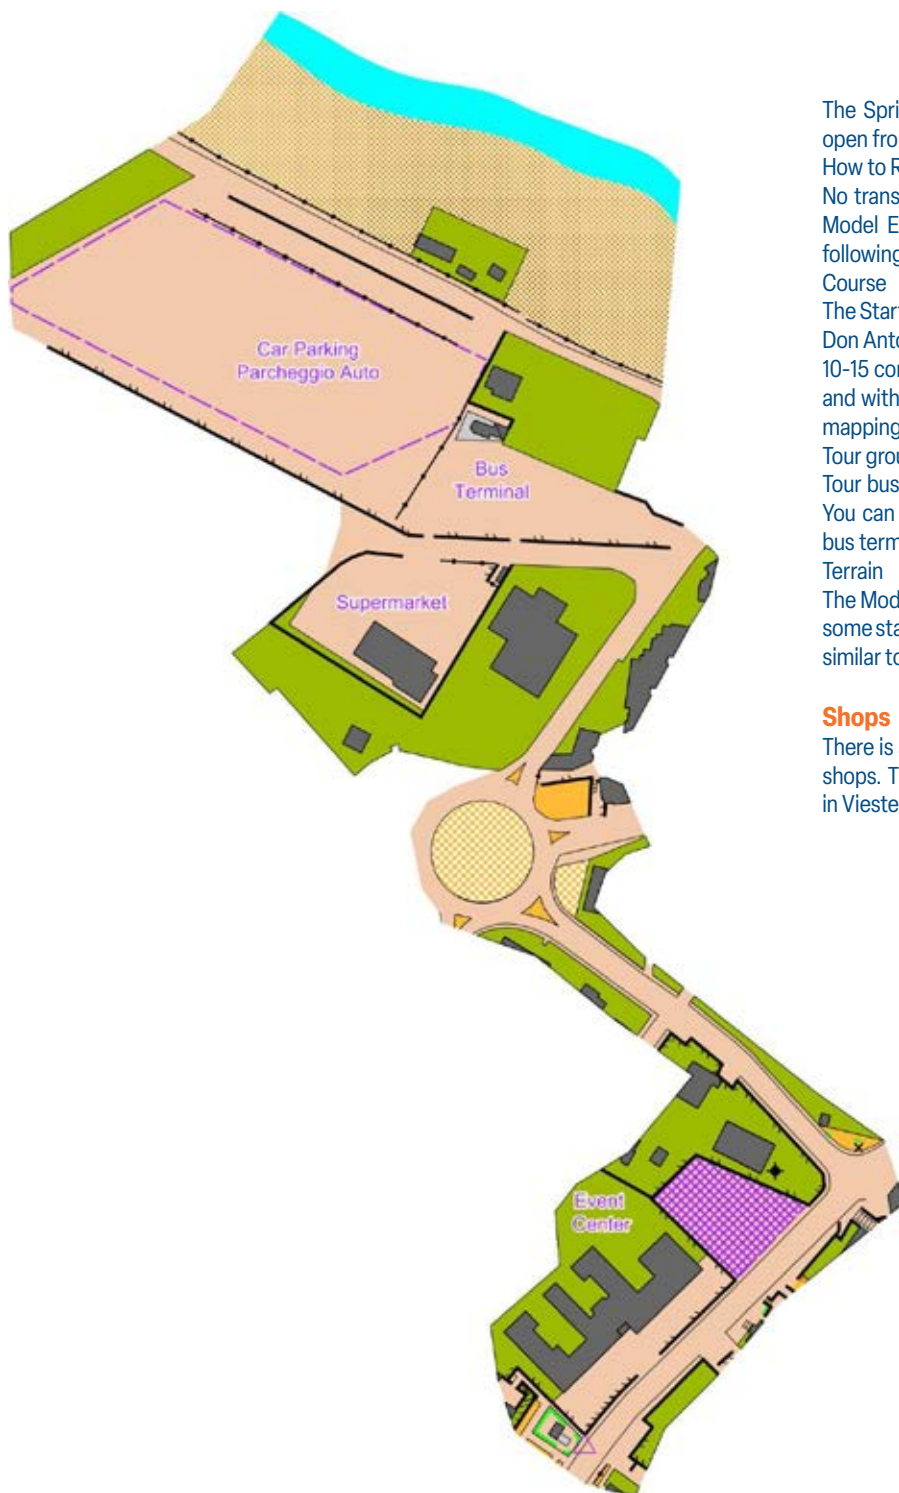 Car Parking
Parcheggio Auto
Bus
Terminal
Supermarket
Event
Center
The Spri
open fro
How to R
No trans
Model E
following
Course
The Start
Don Anto
10-15 con
and with
mapping
Tour grou
Tour bus
You can
bus term
Terrain
The Mod
some sta
similar to
Shops
There is
shops. T
in Vieste